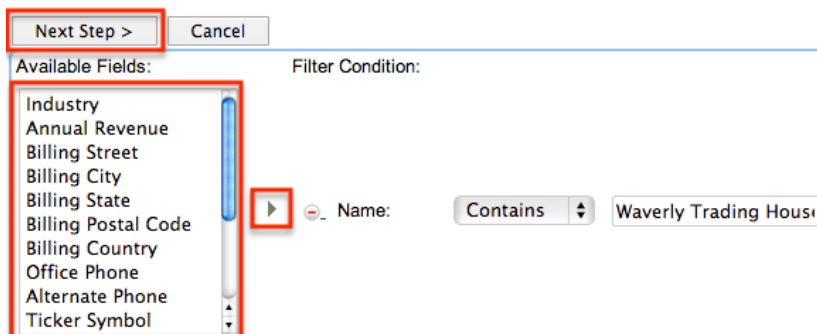 Next Step > Cancel
Available Fields: Filter Condition:
Industry
Annual Revenue
Billing Street
Billing City
Billing State
Billing Postal Code
Billing Country
Office Phone
Alternate Phone
Ticker Symbol
Name: Contains Waverly Trading House